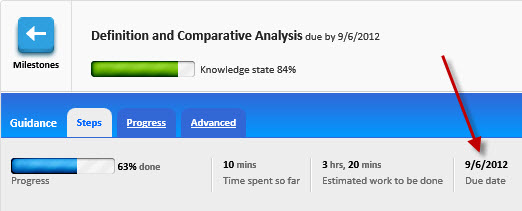 Definition and Comparative Analysis due by 9/6/2012
Milestones
Knowledge state 84%
Guidance Steps Progress Advanced
63% done 10 mins 3 hrs, 20 mins 9/6/2012
Progress Time spent so far Estimated work to be done Due date